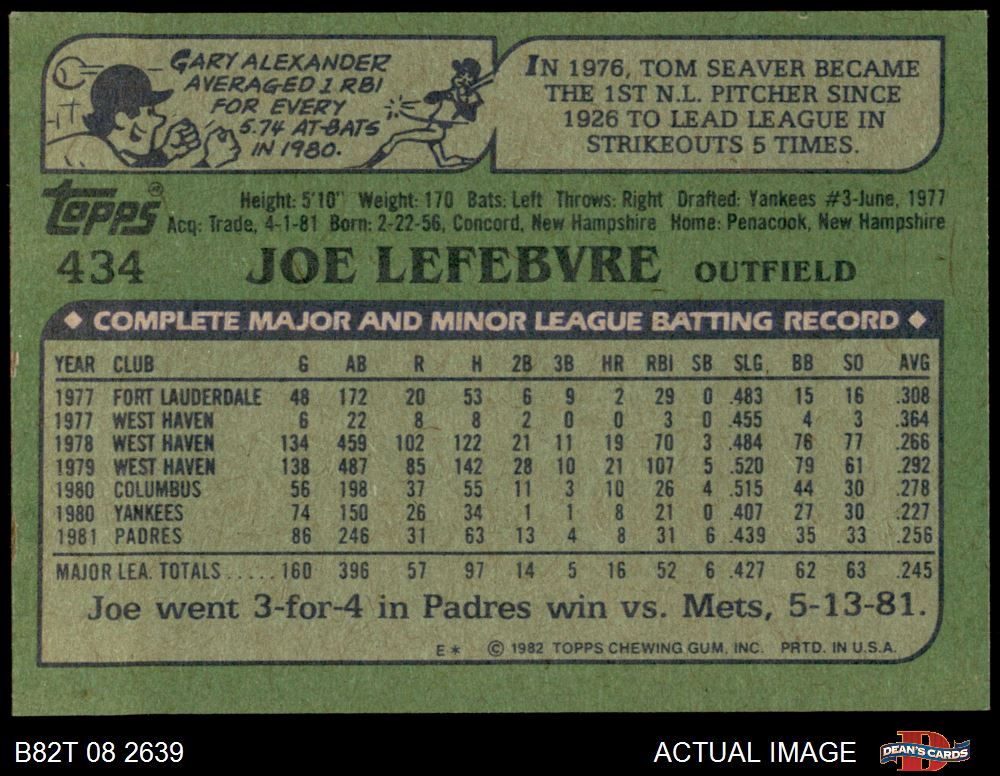 GARY ALEXANDER
AVERAGED 1 RBI
FOR EVERY
5.74 AT-BATS
IN 1980.
IN 1976, TOM SEAVER BECAME
THE 1ST N.L. PITCHER SINCE
1926 TO LEAD LEAGUE IN
STRIKEOUTS 5 TIMES.
Topps®
Height: 5'10" Weight: 170 Bats: Left Throws: Right Drafted: Yankees #3-June, 1977
Acq: Trade, 4-1-81 Born: 2-22-56, Concord, New Hampshire Home: Penacook, New Hampshire
434 JOE LEFEBVRE OUTFIELD
COMPLETE MAJOR AND MINOR LEAGUE BATTING RECORD
YEAR CLUB G AB R H 2B 3B HR RBI SB SLG. BB SO AVG
1977 FORT LAUDERDALE 48 172 20 53 6 9 2 29 0 .483 15 16 .308
1977 WEST HAVEN 6 22 8 8 2 0 0 3 0 .455 4 3 .364
1978 WEST HAVEN 134 459 102 122 21 11 19 70 3 .484 76 77 .266
1979 WEST HAVEN 138 487 85 142 28 10 21 107 5 .520 79 61 .292
1980 COLUMBUS 56 198 37 55 11 3 10 26 4 .515 44 30 .278
1980 YANKEES 74 150 26 34 1 1 8 21 0 .407 27 30 .227
1981 PADRES 86 246 31 63 13 4 8 31 6 .439 35 33 .256
MAJOR LEA. TOTALS.....160 396 57 97 14 5 16 52 6 .427 62 63 .245
Joe went 3-for-4 in Padres win vs. Mets, 5-13-81.
E* © 1982 TOPPS CHEWING GUM, INC. PRTD. IN U.S.A.
B82T 08 2639 ACTUAL IMAGE DEAN'S CARDS